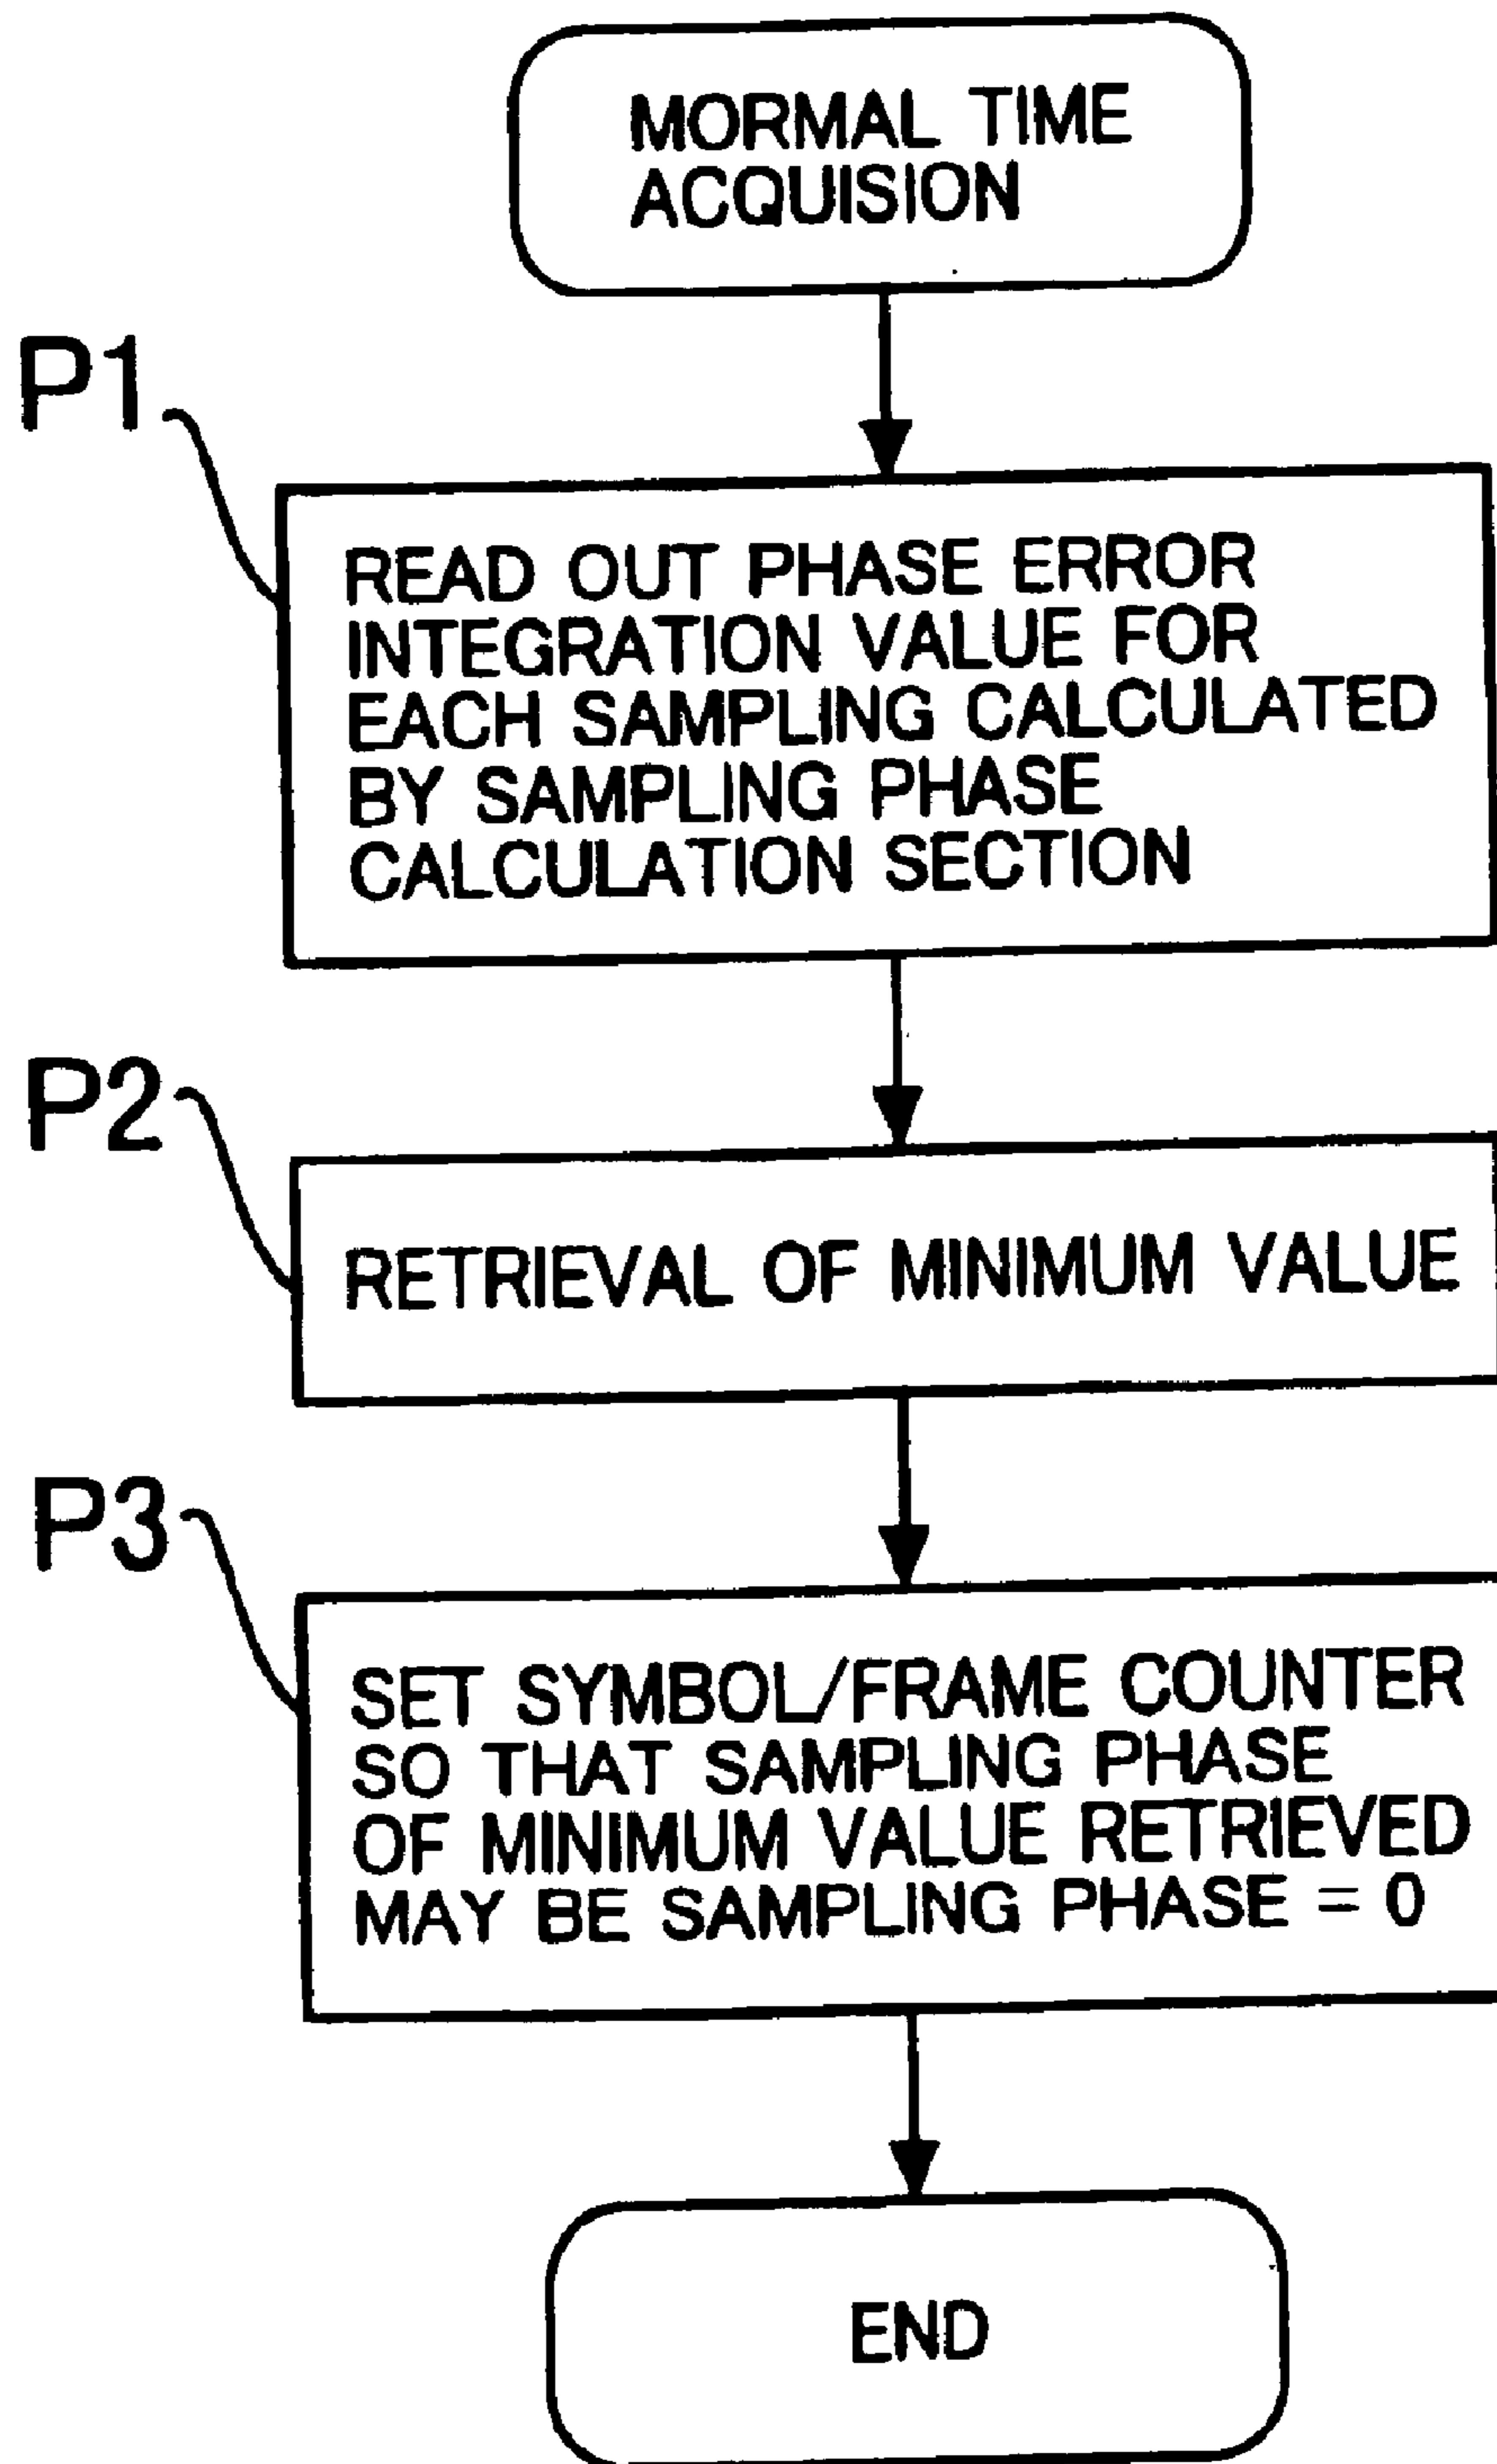 MORMAL TIME
ACQUISION
P1
READ OUT PHASE ERROR
INTEGRATION VALUE FOR
EACH SAMPLING CALCULATED
BY SAMPLING PHASE
CALCULATION SECTION
P2
RETRIEVAL OF MINIMUM VALUE
P3
SET SYMBOL/FRAME COUNTER
SO THAT SAMPLING PHASE
OF MINIMUM VALUE RETRIEVED
MAY BE SAMPLING PHASE = 0
END